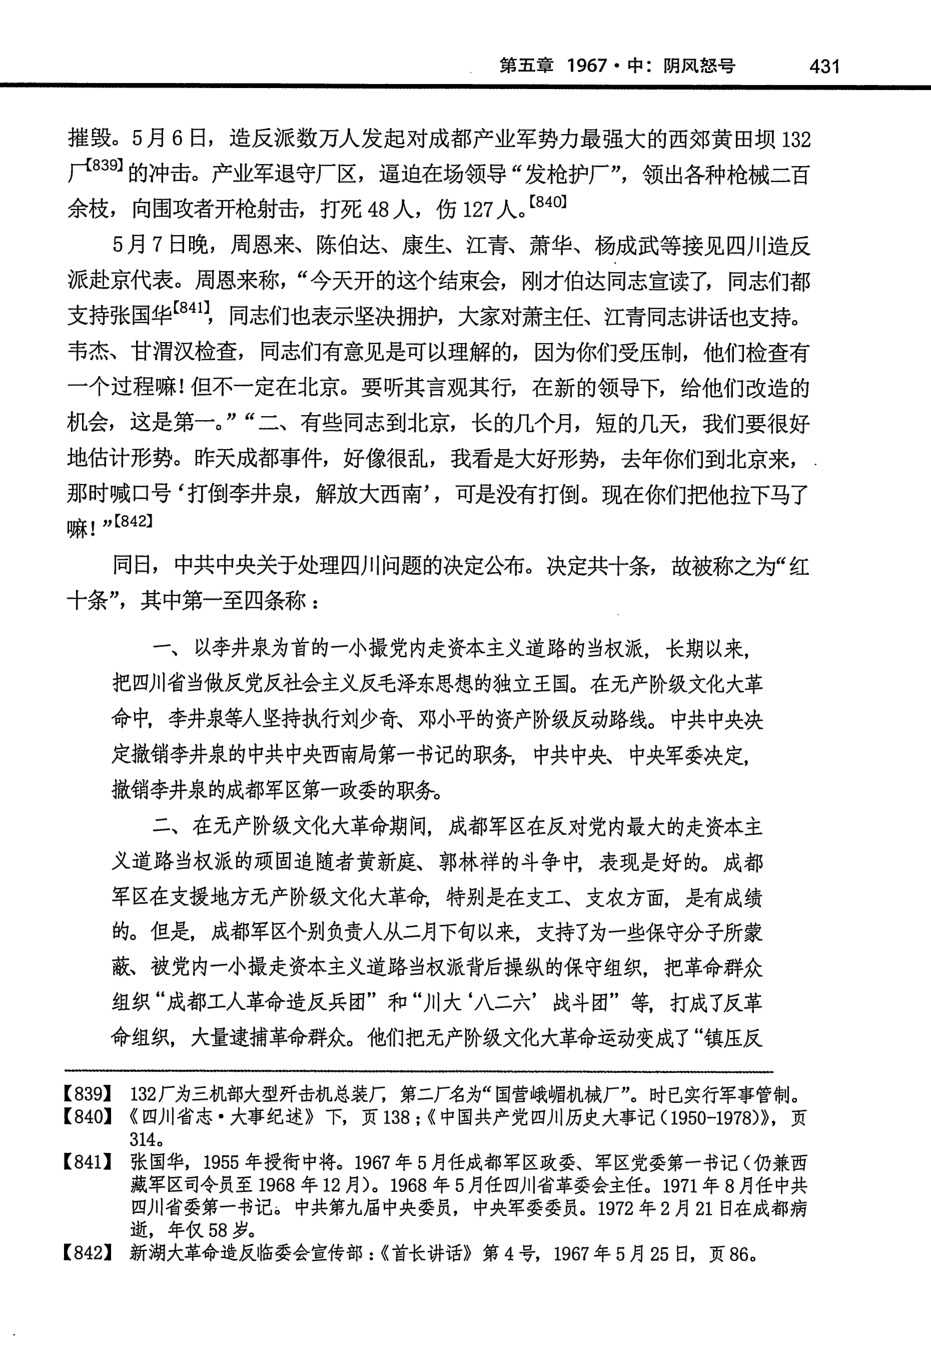 第五章 1967·中：阴风怒号 431
摧毁。5月6日，造反派数万人发起对成都产业军势力最强大的西郊黄田坝132
厂【839】的冲击。产业军退守厂区，逼迫在场领导“发枪护厂”，领出各种枪械二百
余枝，向围攻者开枪射击，打死48人，伤127人。【840】
5月7日晚，周恩来、陈伯达、康生、江青、萧华、杨成武等接见四川造反
派赴京代表。周恩来称，“今天开的这个结束会，刚才伯达同志宣读了，同志们都
支持张国华【841】，同志们也表示坚决拥护，大家对萧主任、江青同志讲话也支持。
韦杰、甘渭汉检查，同志们有意见是可以理解的，因为你们受压制，他们检查有
一个过程嘛！但不一定在北京。要听其言观其行，在新的领导下，给他们改造的
机会，这是第一。”“二、有些同志到北京，长的几个月，短的几天，我们要很好
地估计形势。昨天成都事件，好像很乱，我看是大好形势，去年你们到北京来，
那时喊口号‘打倒李井泉，解放大西南’，可是没有打倒。现在你们把他拉下马了
嘛！”【842】
同日，中共中央关于处理四川问题的决定公布。决定共十条，故被称之为“红
十条”，其中第一至四条称：
一、以李井泉为首的一小撮党内走资本主义道路的当权派，长期以来，
把四川省当做反党反社会主义反毛泽东思想的独立王国。在无产阶级文化大革
命中，李井泉等人坚持执行刘少奇、邓小平的资产阶级反动路线。中共中央决
定撤销李井泉的中共中央西南局第一书记的职务，中共中央、中央军委决定，
撤销李井泉的成都军区第一政委的职务。
二、在无产阶级文化大革命期间，成都军区在反对党内最大的走资本主
义道路当权派的顽固追随者黄新庭、郭林祥的斗争中，表现是好的。成都
军区在支援地方无产阶级文化大革命，特别是在支工、支农方面，是有成绩
的。但是，成都军区个别负责人从二月下旬以来，支持了为一些保守分子所蒙
蔽、被党内一小撮走资本主义道路当权派背后操纵的保守组织，把革命群众
组织“成都工人革命造反兵团”和“川大‘八二六’战斗团”等，打成了反革
命组织，大量逮捕革命群众。他们把无产阶级文化大革命运动变成了“镇压反
【839】 132厂为三机部大型歼击机总装厂，第二厂名为“国营峨嵋机械厂”。时已实行军事管制。
【840】《四川省志·大事纪述》下，页138；《中国共产党四川历史大事记（1950-1978）》，页
314。
【841】 张国华，1955年授衔中将。1967年5月任成都军区政委、军区党委第一书记（仍兼西
藏军区司令员至1968年12月）。1968年5月任四川省革委会主任。1971年8月任中共
四川省委第一书记。中共第九届中央委员，中央军委委员。1972年2月21日在成都病
逝，年仅58岁。
【842】 新湖大革命造反临委会宣传部：《首长讲话》第4号，1967年5月25日，页86。